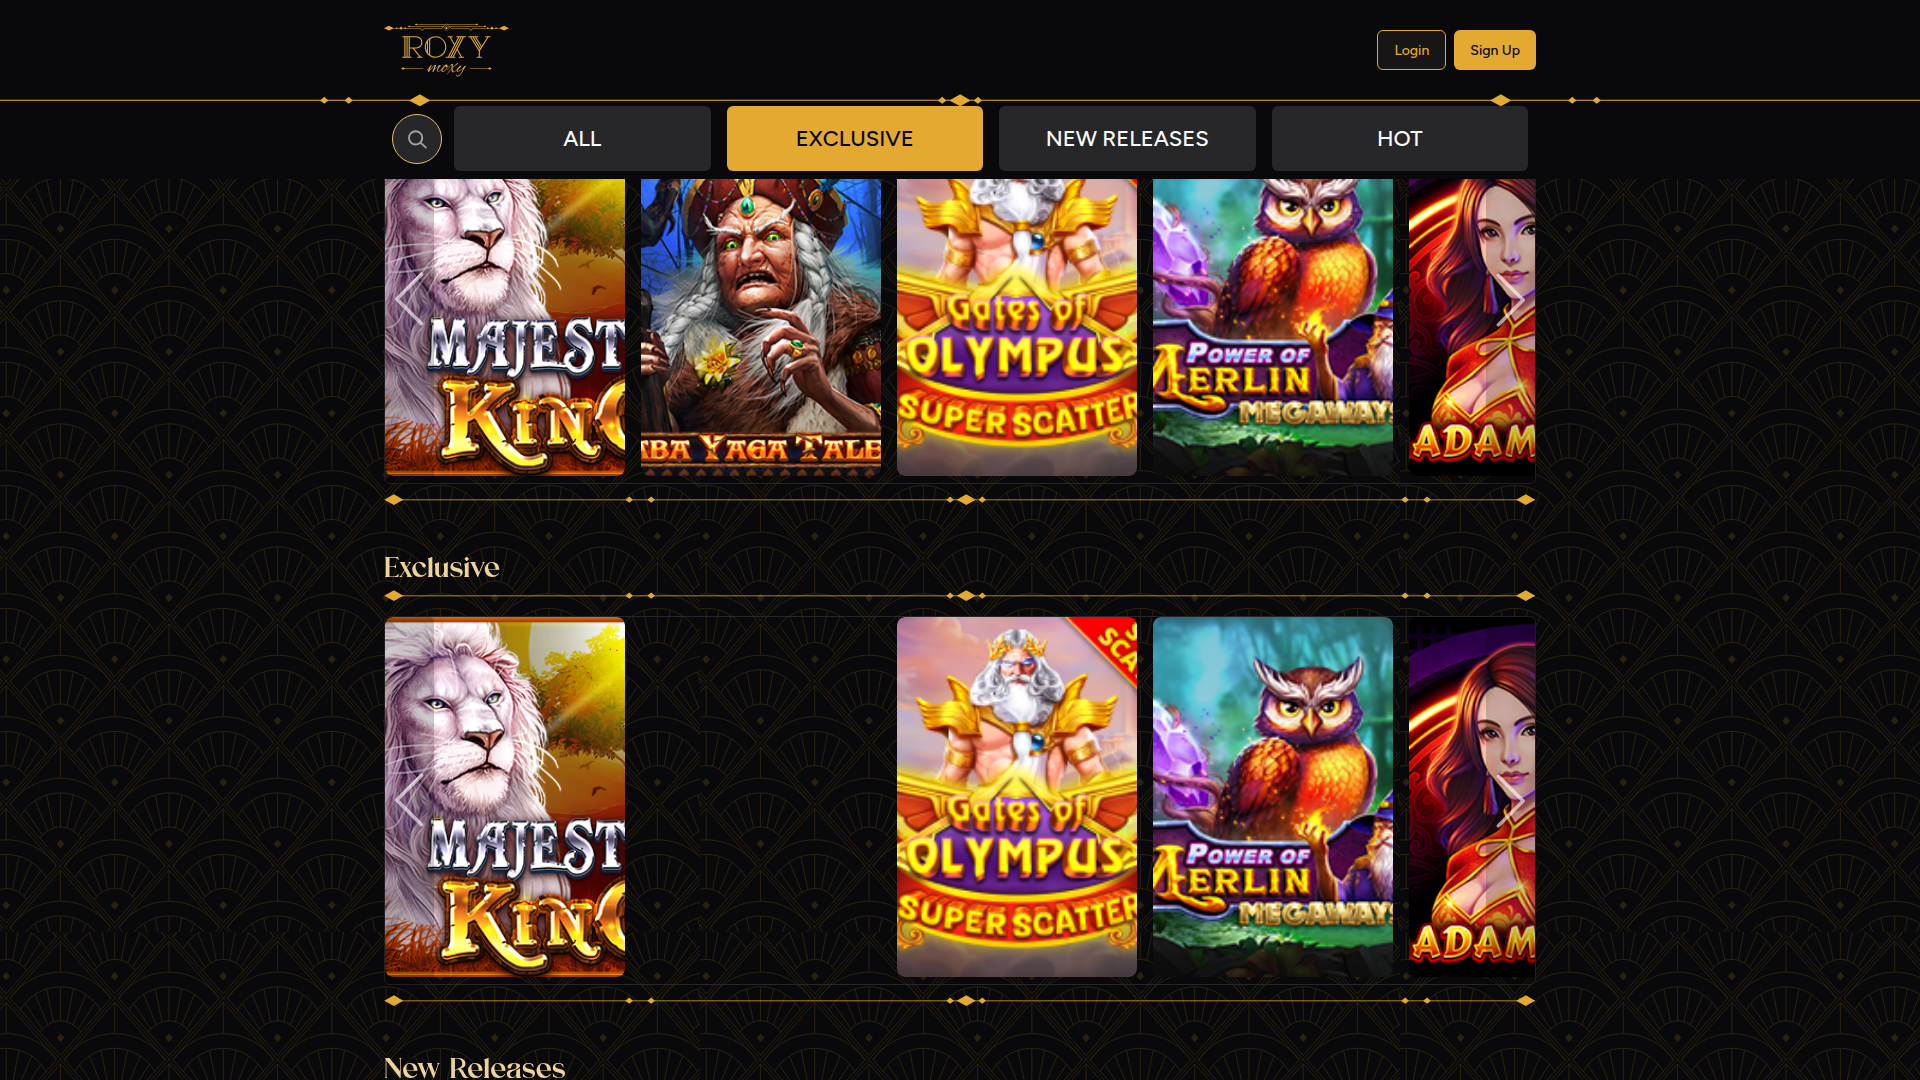 ROXY
moxy
Login
Sign Up
ALL
EXCLUSIVE
NEW RELEASES
HOT
MAJEST
KING
BA YAGA TALE
Gates of
OLYMPUS
SUPER SCATTER
POWER OF
MERLIN
MEGAWAYS
ADAM
Exclusive
MAJEST
KING
SCA
Gates of
OLYMPUS
SUPER SCATTER
POWER OF
MERLIN
MEGAWAYS
ADAM
New Releases